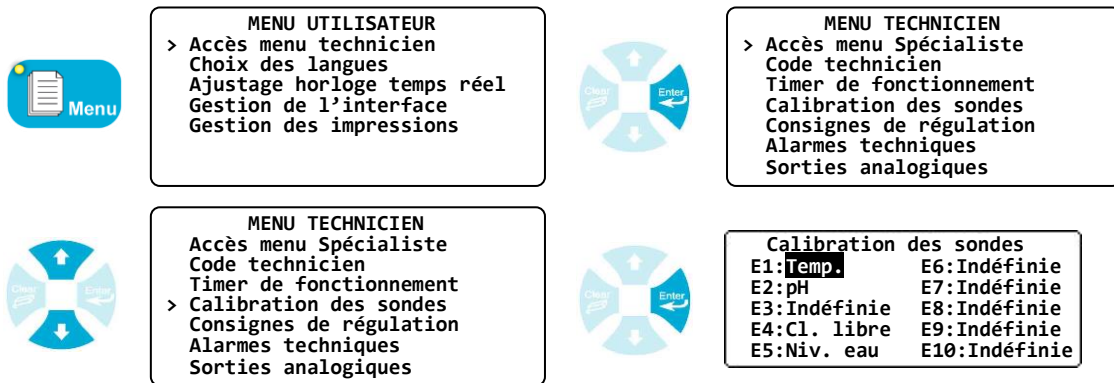 Menu
MENU UTILISATEUR
> Accès menu technicien
Choix des langues
Ajustage horloge temps réel
Gestion de l'interface
Gestion des impressions
Clear
Enter
MENU TECHNICIEN
> Accès menu Spécialiste
Code technicien
Timer de fonctionnement
Calibration des sondes
Consignes de régulation
Alarmes techniques
Sorties analogiques
Clear
Enter
MENU TECHNICIEN
Accès menu Spécialiste
Code technicien
Timer de fonctionnement
> Calibration des sondes
Consignes de régulation
Alarmes techniques
Sorties analogiques
Clear
Enter
Calibration des sondes
E1:Temp. E6:Indéfinie
E2:pH E7:Indéfinie
E3:Indéfinie E8:Indéfinie
E4:Cl. libre E9:Indéfinie
E5:Niv. eau E10:Indéfinie